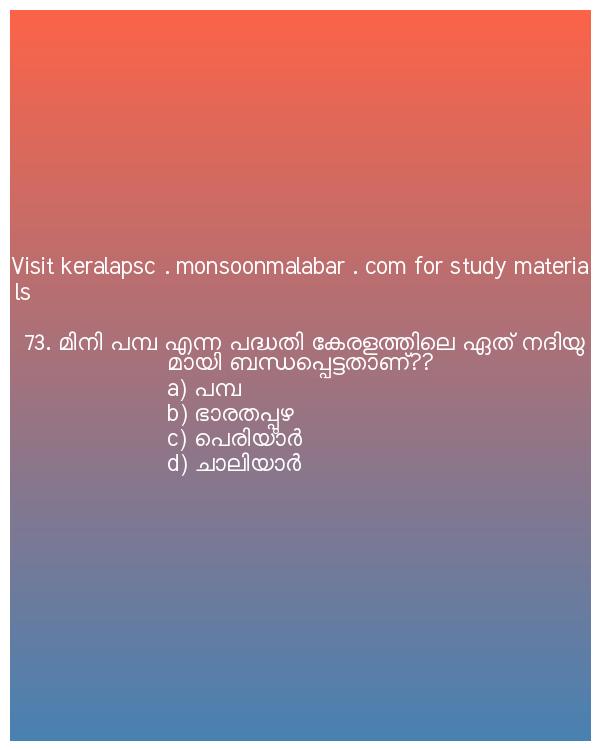 Visit keralapsc . monsoonmalabar . com for study materia
ls
73. മിനി പമ്പ എന്ന പദ്ധതി കേരളത്തിലെ ഏത് നദിയു
മായി ബന്ധപ്പെട്ടതാണ്??
a) പമ്പ
b) ഭാരതപ്പുഴ
c) പെരിയാർ
d) ചാലിയാർ